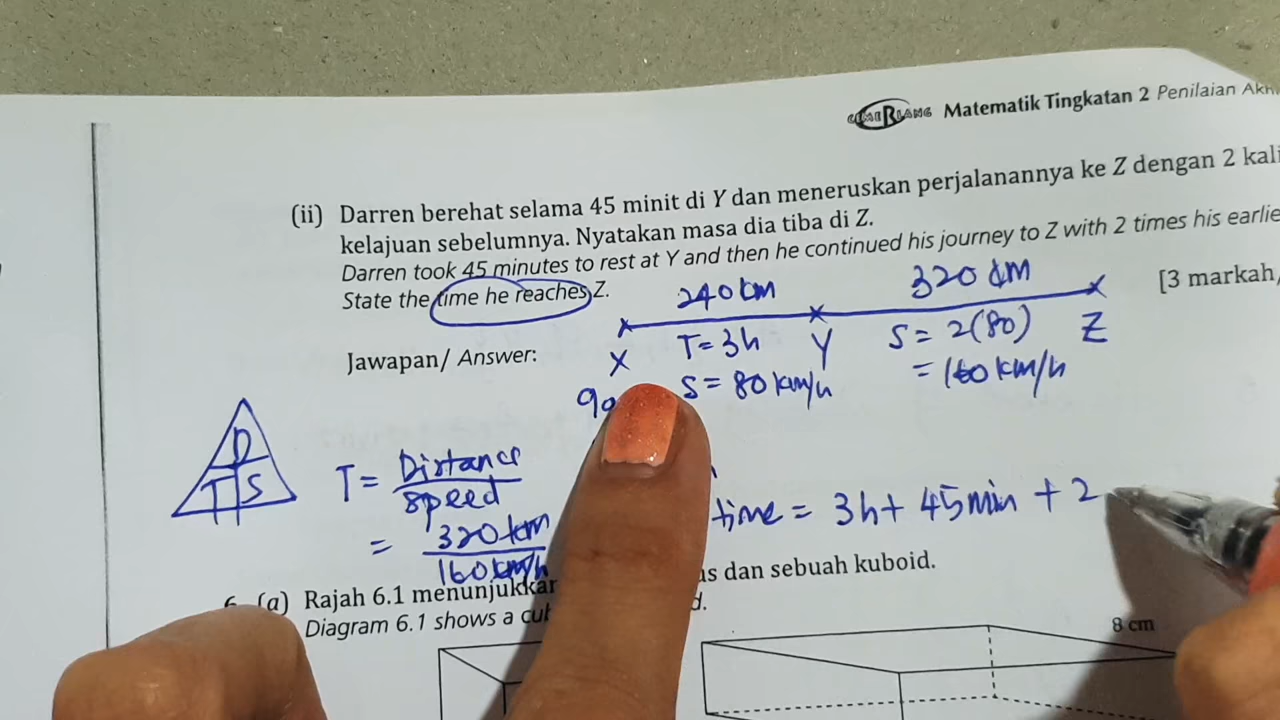 CEMERLANG Matematik Tingkatan 2 Penilaian
(ii) Darren berehat selama 45 minit di Y dan meneruskan perjalanannya ke Z dengan 2 kali
kelajuan sebelumnya. Nyatakan masa dia tiba di Z.
Darren took 45 minutes to rest at Y and then he continued his journey to Z with 2 times his
State the time he reaches Z.
[3 markah
240 km 320 km
X T = 3h Y S = 2(80) Z
S = 80 km/h = 160 km/h
Jawapan/ Answer:
D
T S
T = Distance
speed
= 320 km
160 km/h
time = 3h + 45min + 2
6 (a) Rajah 6.1 menunjukkan dan sebuah kuboid.
Diagram 6.1 shows a
8 cm